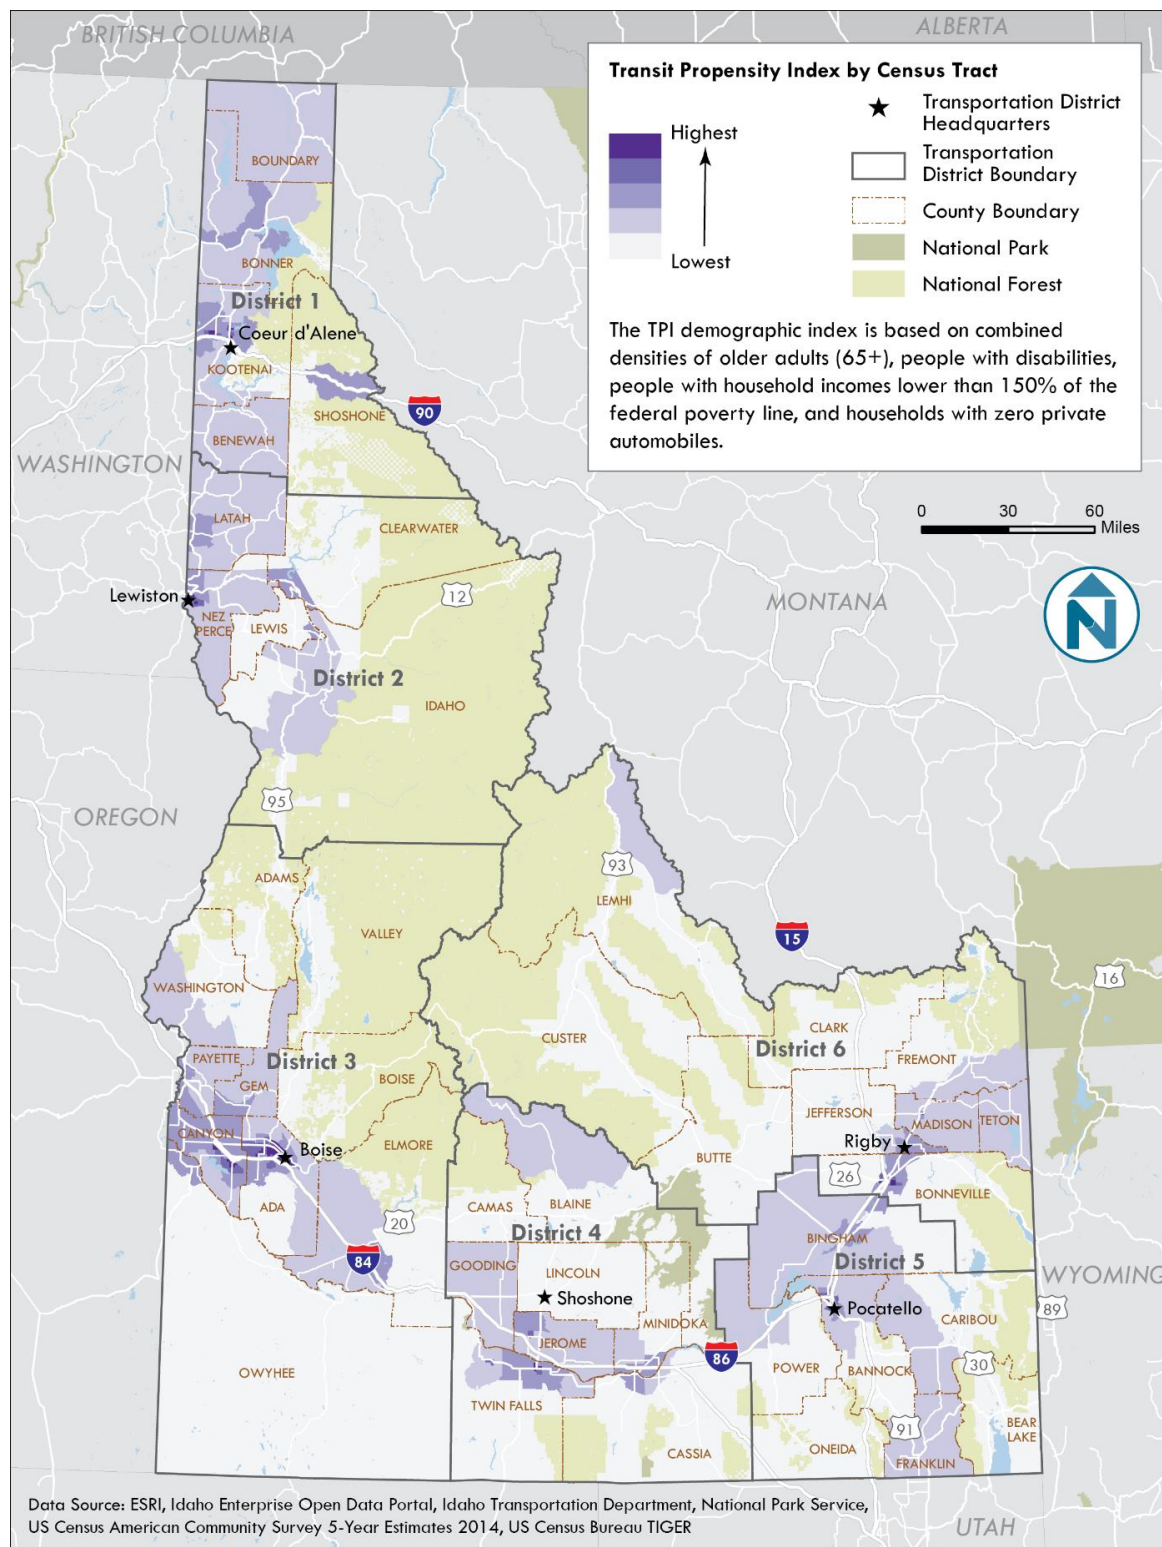 BRITISH COLUMBIA
ALBERTA
Transit Propensity Index by Census Tract
Highest
Lowest
Transportation District
Headquarters
Transportation
District Boundary
County Boundary
National Park
National Forest
The TPI demographic index is based on combined
densities of older adults (65+), people with disabilities,
people with household incomes lower than 150% of the
federal poverty line, and households with zero private
automobiles.
0 30 60
Miles
N
BOUNDARY
BONNER
District 1
Coeur d'Alene
KOOTENAI
SHOSHONE
90
BENEWAH
WASHINGTON
LATAH
CLEARWATER
Lewiston
12
NEZ
PERCE
LEWIS
MONTANA
District 2
IDAHO
95
OREGON
93
ADAMS
LEMHI
VALLEY
15
16
WASHINGTON
CUSTER
CLARK
District 6
FREMONT
PAYETTE
District 3
GEM
BOISE
JEFFERSON
MADISON
TETON
CANYON
Boise
ELMORE
Rigby
BUTTE
26
BONNEVILLE
ADA
20
CAMAS
BLAINE
District 4
BINGHAM
District 5
84
GOODING
LINCOLN
WYOMING
Shoshone
Pocatello
89
CARIBOU
MINIDOKA
JEROME
86
OWYHEE
POWER
BANNOCK
30
TWIN FALLS
91
BEAR
LAKE
CASSIA
ONEIDA
FRANKLIN
Data Source: ESRI, Idaho Enterprise Open Data Portal, Idaho Transportation Department, National Park Service,
US Census American Community Survey 5-Year Estimates 2014, US Census Bureau TIGER
UTAH